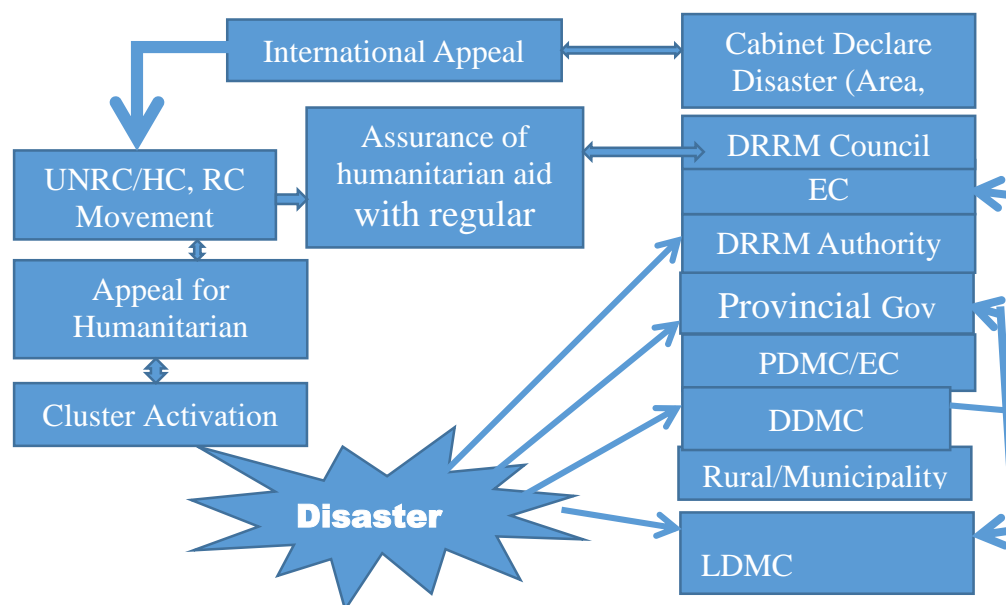 International Appeal
Cabinet Declare
Disaster (Area,
Assurance of
humanitarian aid
with regular
DRRM Council
UNRC/HC, RC
Movement
EC
DRRM Authority
Appeal for
Humanitarian
Provincial Gov
PDMC/EC
Cluster Activation
DDMC
Rural/Municipality
Disaster
LDMC